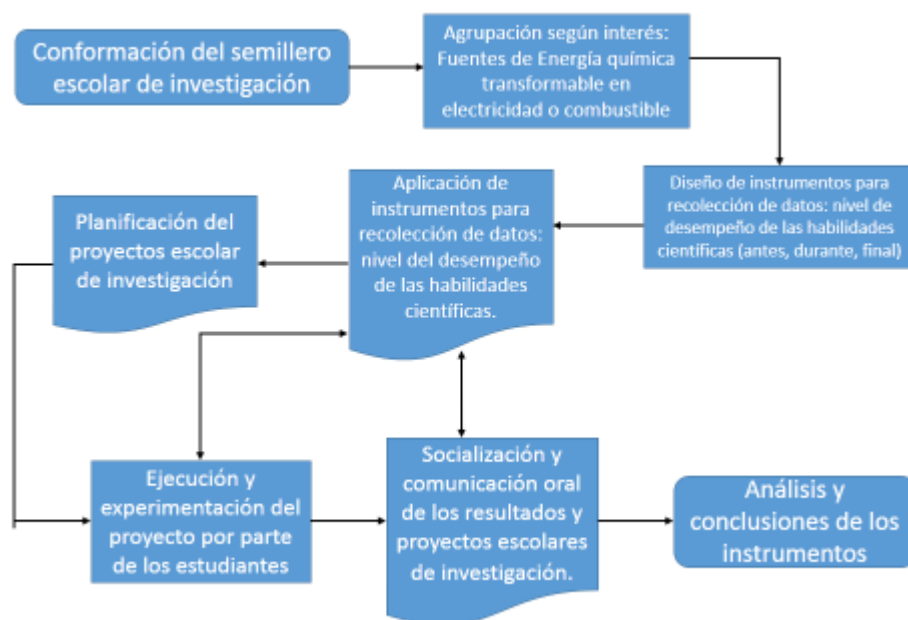 Conformación del semillero
escolar de investigación
Agrupación según interés:
Fuentes de Energía química
transformable en
electricidad o combustible
Diseño de instrumentos para
recolección de datos: nivel de
desempeño de las habilidades
científicas (antes, durante, final)
Aplicación de
instrumentos para
recolección de datos:
nivel del desempeño
de las habilidades
científicas.
Planificación del
proyectos escolar
de investigación
Ejecución y
experimentación del
proyecto por parte
de los estudiantes
Socialización y
comunicación oral
de los resultados y
proyectos escolares
de investigación.
Análisis y
conclusiones de los
instrumentos